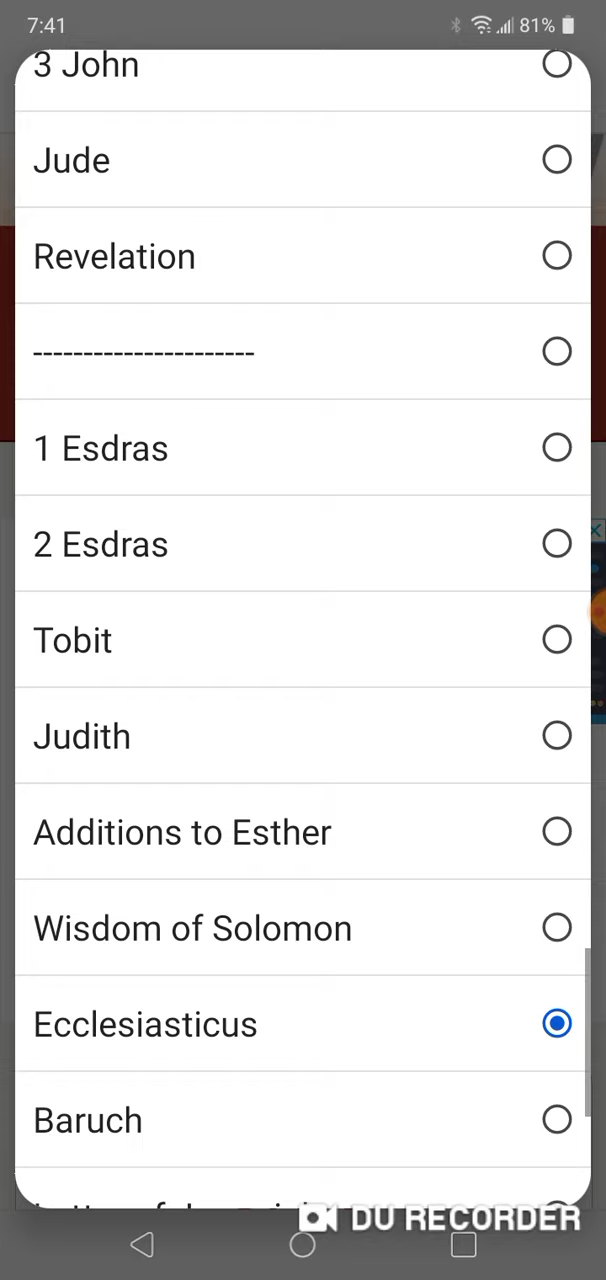 7:41
81%
3 John
Jude
Revelation
----------------------
1 Esdras
2 Esdras
Tobit
Judith
Additions to Esther
Wisdom of Solomon
Ecclesiasticus
Baruch
DU RECORDER